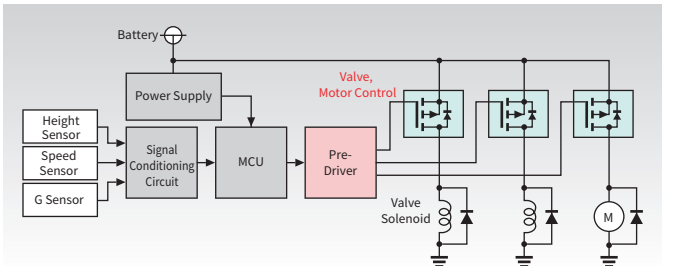 Battery
Valve,
Motor Control
Power Supply
Height
Sensor
Speed
Sensor
G Sensor
Signal
Conditioning
Circuit
MCU
Pre-
Driver
Valve
Solenoid
M